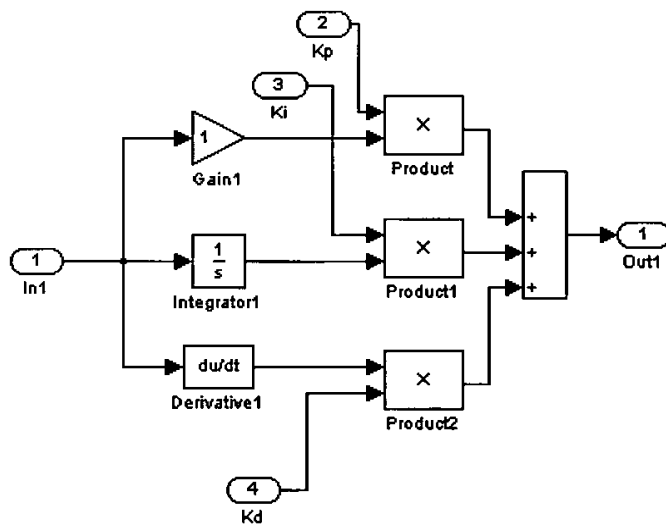 2
Kp
3
Ki
×
Product
1
Gain1
+
1
Out1
1
In1
1
s
Integrator1
×
Product1
+
+
du/dt
Derivative1
×
Product2
4
Kd